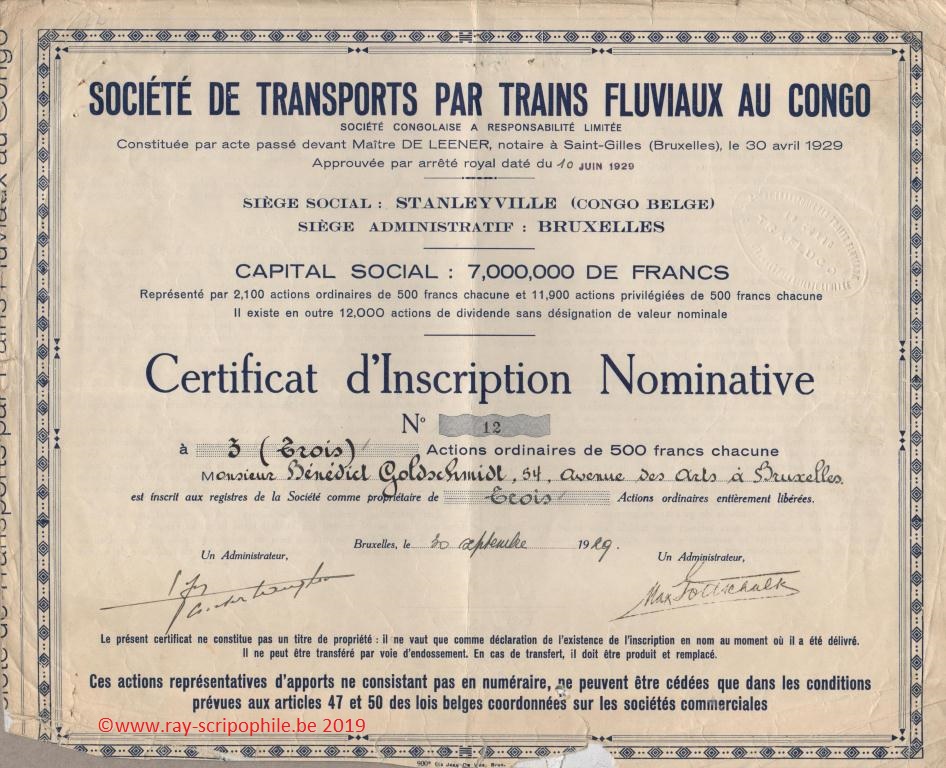 SOCIÉTÉ DE TRANSPORTS PAR TRAINS FLUVIAUX AU CONGO
SOCIÉTÉ CONGOLAISE A RESPONSABILITÉ LIMITÉE
Constituée par acte passé devant Maître DE LEENER, notaire à Saint-Gilles (Bruxelles), le 30 avril 1929
Approuvée par arrêté royal daté du 10 JUIN 1929
SIÈGE SOCIAL : STANLEYVILLE (CONGO BELGE)
SIÈGE ADMINISTRATIF : BRUXELLES
CAPITAL SOCIAL : 7,000,000 DE FRANCS
Représenté par 2,100 actions ordinaires de 500 francs chacune et 11,900 actions privilégiées de 500 francs chacune
Il existe en outre 12,000 actions de dividende sans désignation de valeur nominale
Certificat d'Inscription Nominative
N° 12
à 3 (Trois) Actions ordinaires de 500 francs chacune
Monsieur Bénédict Goldschmidt, 54, Avenue des Arts à Bruxelles.
est inscrit aux registres de la Société comme propriétaire de Trois Actions ordinaires entièrement libérées.
Bruxelles, le 30 septembre 1929.
Un Administrateur,
Un Administrateur,
Max Gottschalk
Le présent certificat ne constitue pas un titre de propriété : il ne vaut que comme déclaration de l'existence de l'inscription en nom au moment où il a été délivré.
Il ne peut être transféré par voie d'endossement. En cas de transfert, il doit être produit et remplacé.
Ces actions représentatives d'apports ne consistant pas en numéraire, ne peuvent être cédées que dans les conditions
prévues aux articles 47 et 50 des lois belges coordonnées sur les sociétés commerciales
©www.ray-scripophile.be 2019